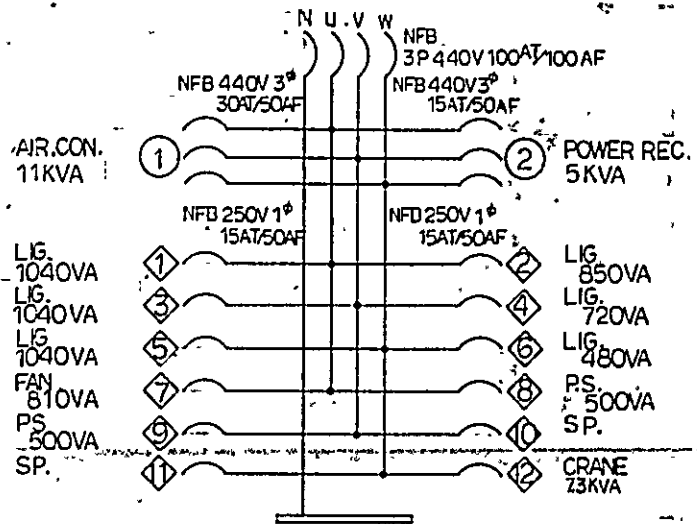 N U V W
NFB
3P 440V 100AT/100AF
NFB 440V 3φ
30AT/50AF
NFB 440V 3φ
15AT/50AF
AIR.CON.
11KVA
1
2
POWER REC.
5KVA
NFB 250V 1φ
15AT/50AF
NFB 250V 1φ
15AT/50AF
LIG.
1040VA
1
2
LIG.
850VA
LIG.
1040VA
3
4
LIG.
720VA
LIG
1040VA
5
6
LIG.
480VA
FAN
810VA
7
8
P.S.
500VA
PS
500VA
9
10
SP.
SP.
11
12
CRANE
7.3KVA